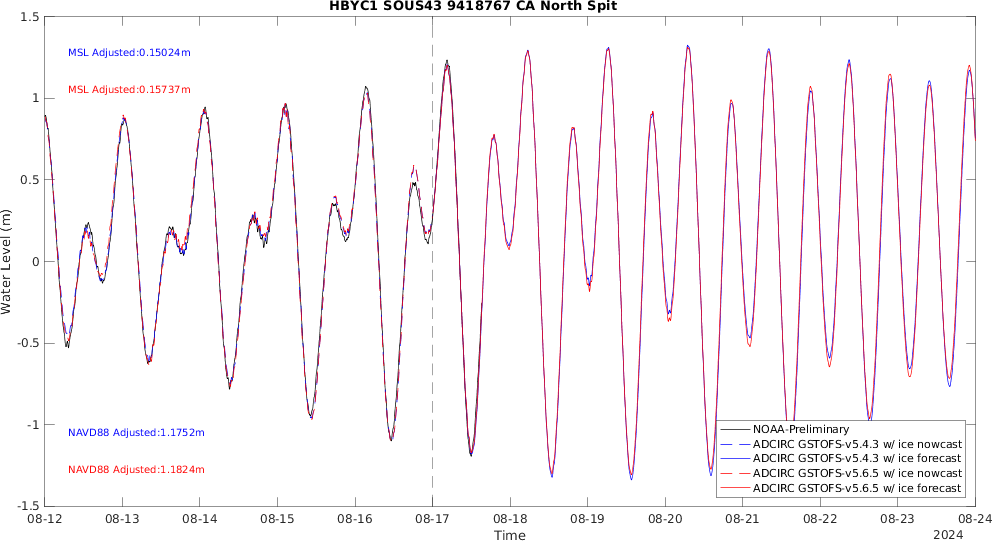 HBYC1 SOUS43 9418767 CA North Spit
1.5
1
0.5
0
-0.5
-1
-1.5
Water Level (m)
MSL Adjusted:0.15024m
MSL Adjusted:0.15737m
NAVD88 Adjusted:1.1752m
NAVD88 Adjusted:1.1824m
NOAA-Preliminary
ADCIRC GSTOFS-v5.4.3 w/ ice nowcast
ADCIRC GSTOFS-v5.4.3 w/ ice forecast
ADCIRC GSTOFS-v5.6.5 w/ ice nowcast
ADCIRC GSTOFS-v5.6.5 w/ ice forecast
08-12 08-13 08-14 08-15 08-16 08-17 08-18 08-19 08-20 08-21 08-22 08-23 08-24
Time
2024